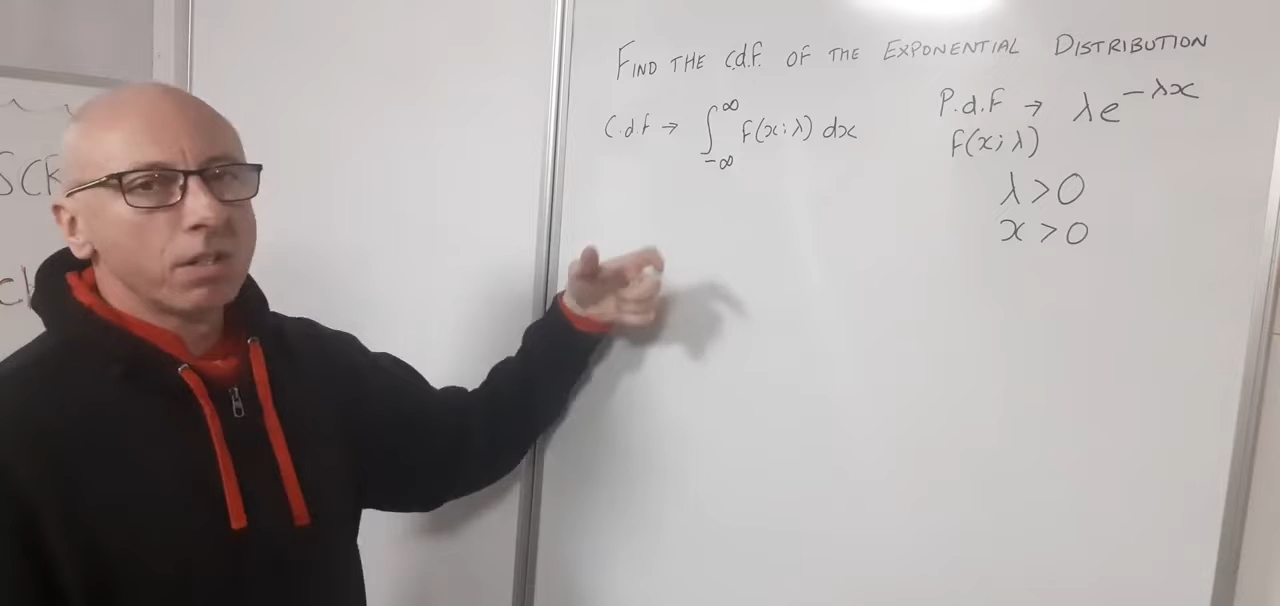 FIND THE C.d.F. OF THE EXPONENTIAL DISTRIBUTION
C.d.F → ∫_{-∞}^{∞} F(x;λ) dx
P.d.F → λe^{-λx}
F(x;λ)
λ > 0
x > 0